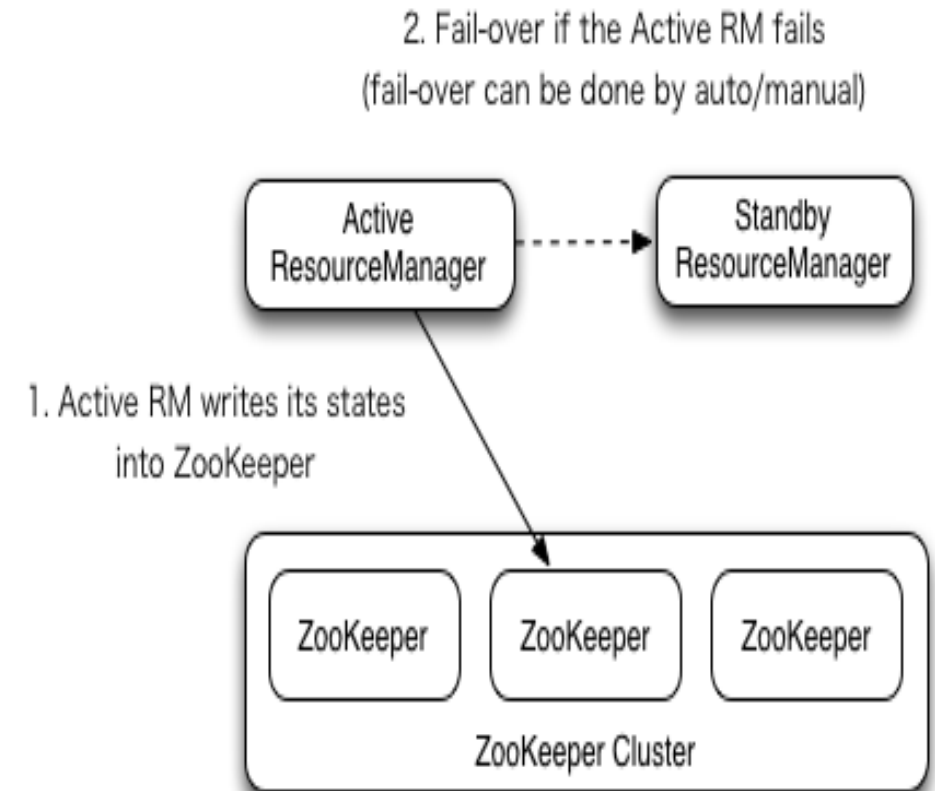 2. Fail-over if the Active RM fails
(fail-over can be done by auto/manual)
Active
ResourceManager
Standby
ResourceManager
1. Active RM writes its states
into ZooKeeper
ZooKeeper
ZooKeeper
ZooKeeper
ZooKeeper Cluster